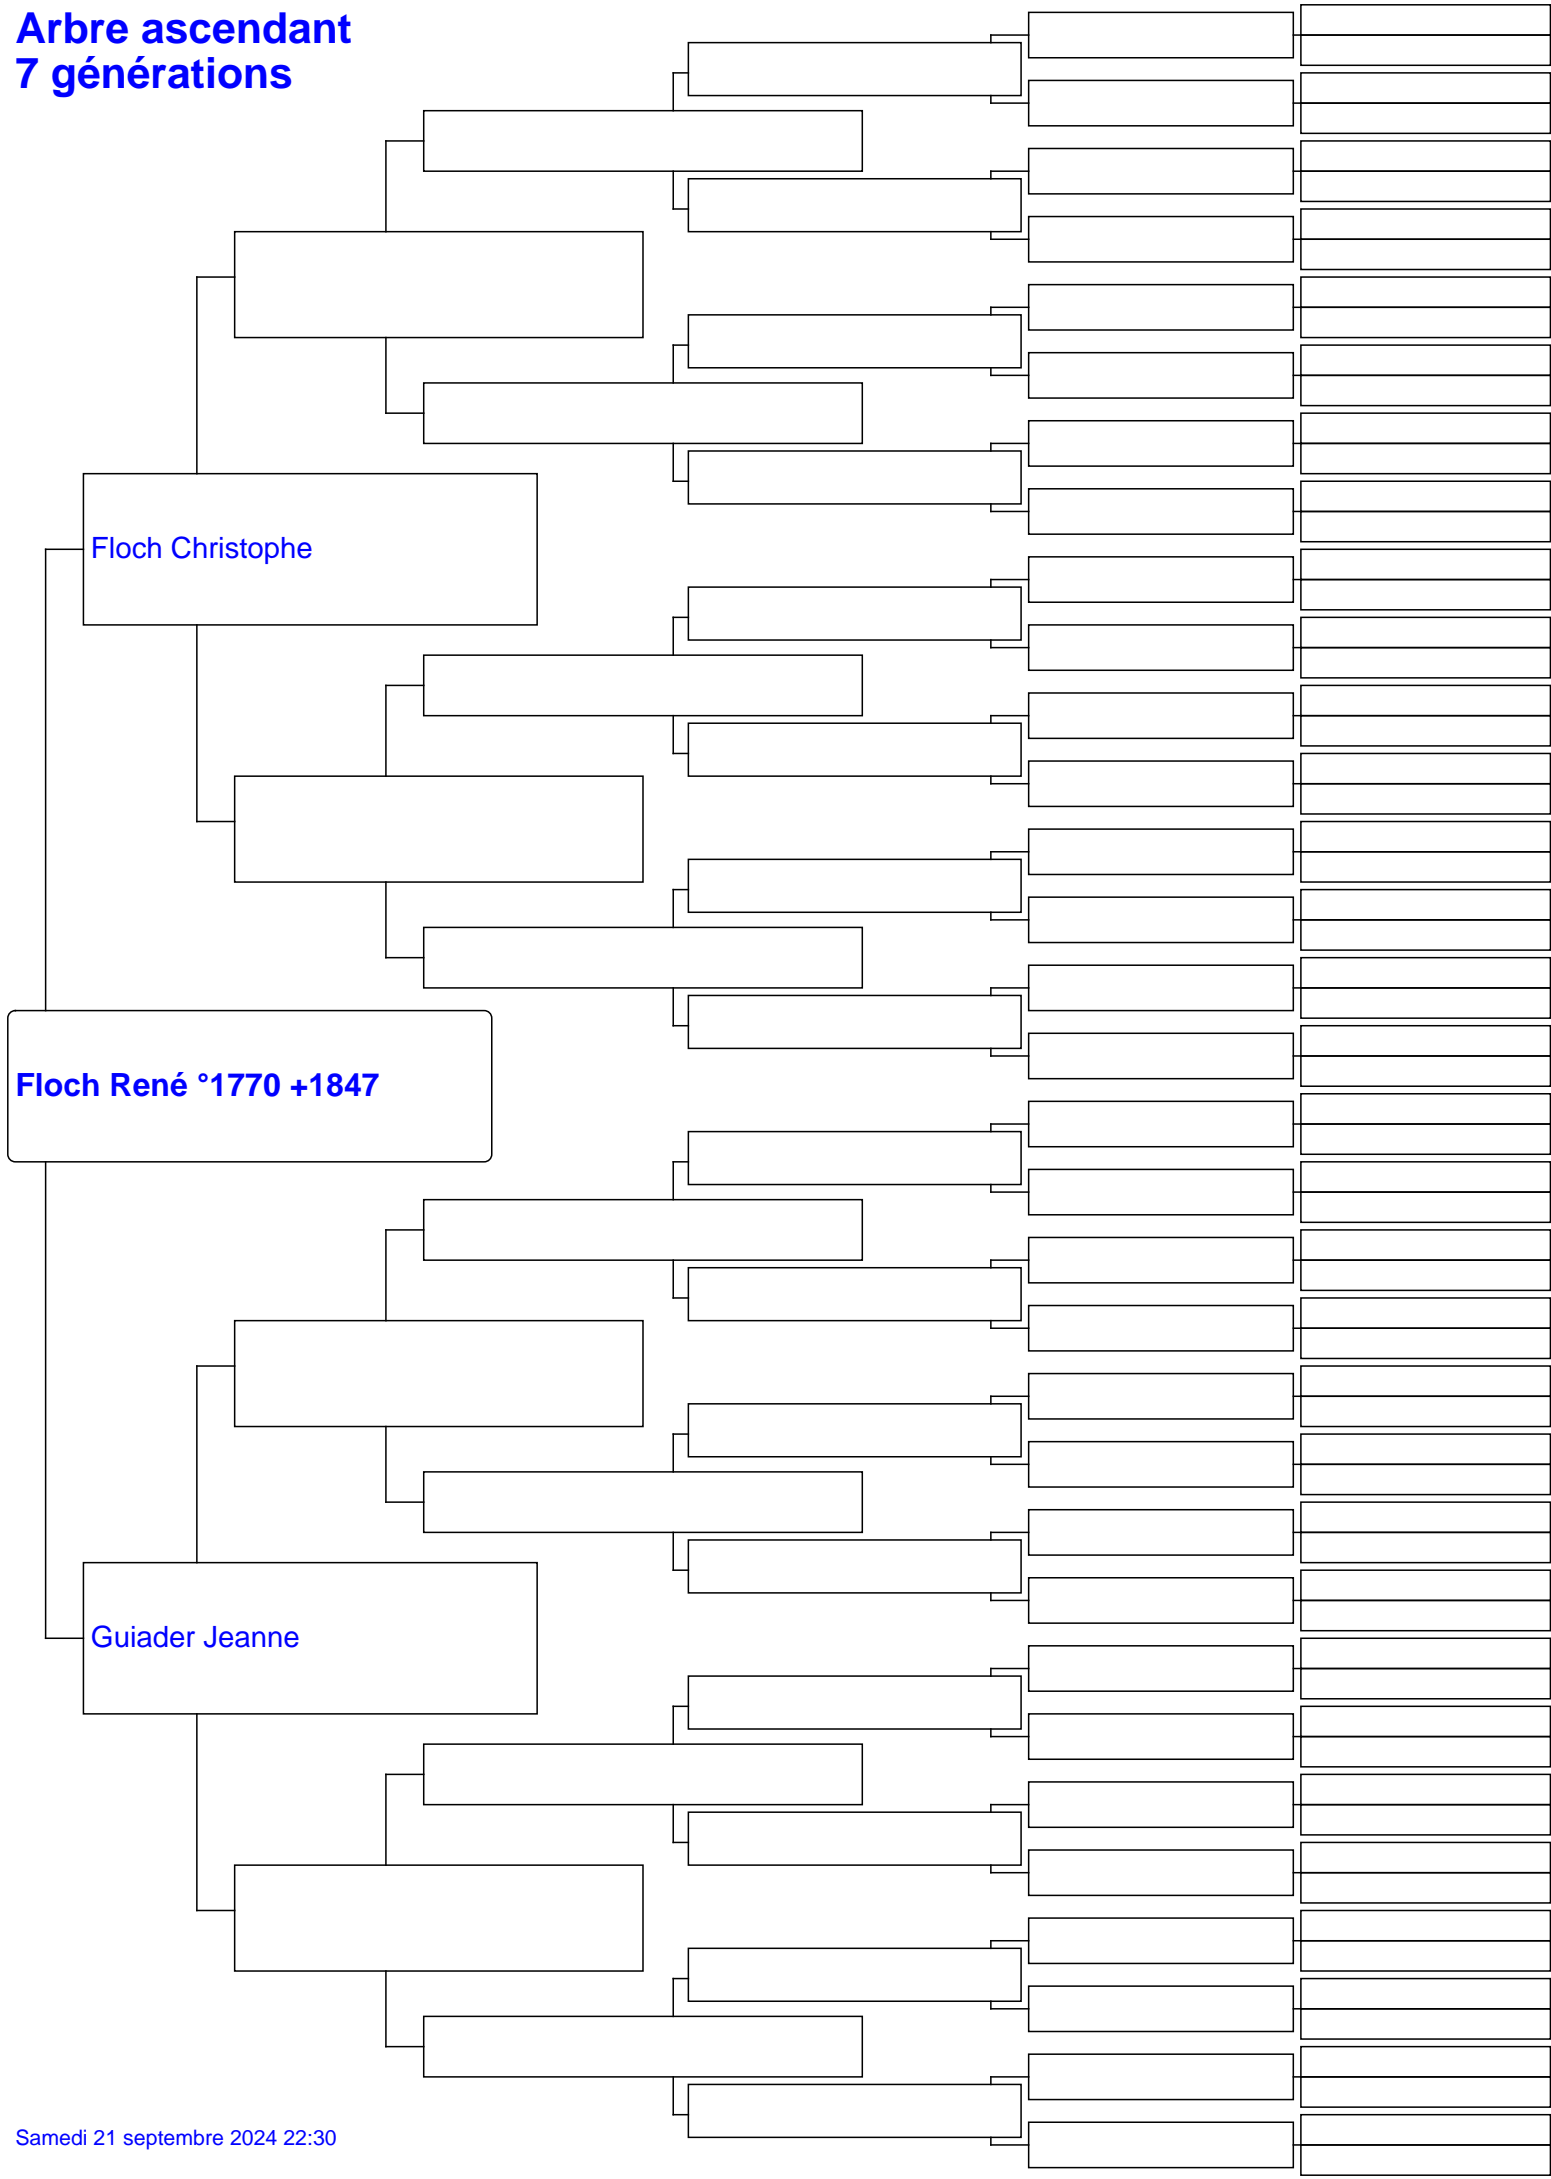 Arbre ascendant
7 générations
Floch Christophe
Floch René °1770 +1847
Guiader Jeanne
Samedi 21 septembre 2024 22:30